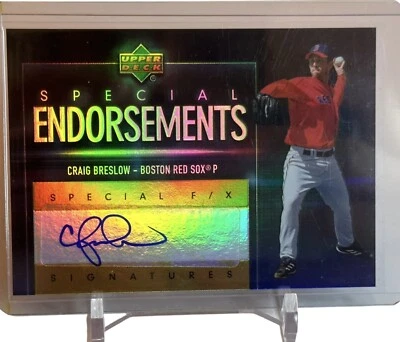 UPPER
DECK
SPECIAL
ENDORSEMENTS
CRAIG BRESLOW – BOSTON RED SOX® P
SPECIAL F/X
SIGNATURES